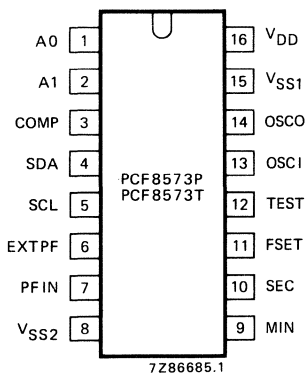 A0 1 16 VDD
A1 2 15 VSS1
COMP 3 14 OSCO
SDA 4 13 OSCI
PCF8573P
PCF8573T
SCL 5 12 TEST
EXTPF 6 11 FSET
PFIN 7 10 SEC
VSS2 8 9 MIN
7Z86685.1